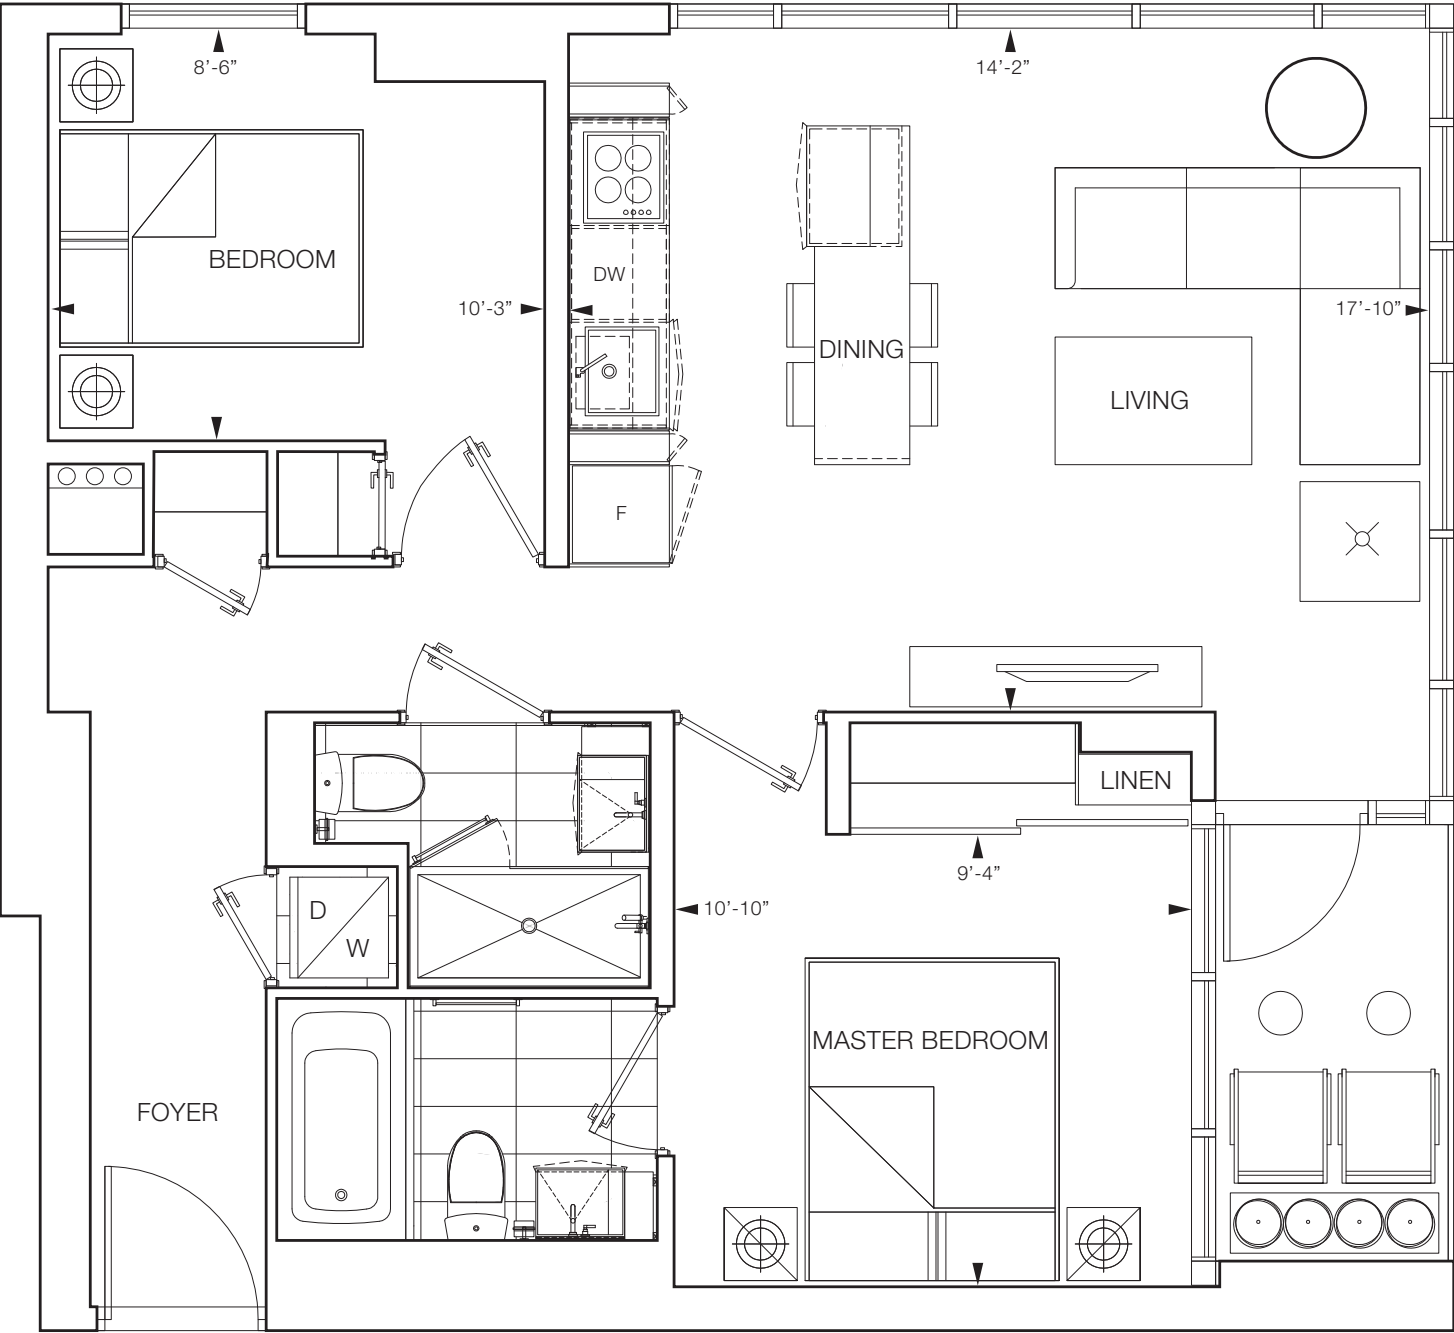 8’-6”
14’-2”
BEDROOM
10’-3”
DW
DINING
17’-10”
LIVING
F
LINEN
9’-4”
10’-10”
D
W
MASTER BEDROOM
FOYER